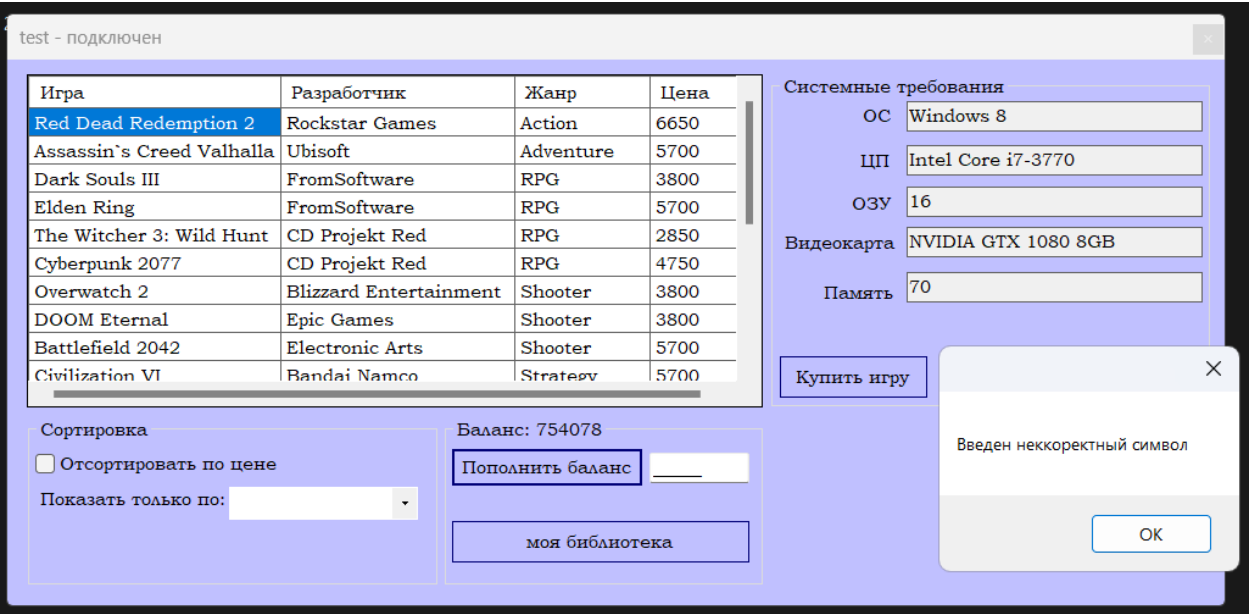 test - подключен
Игра Разработчик Жанр Цена
Red Dead Redemption 2 Rockstar Games Action 6650
Assassin`s Creed Valhalla Ubisoft Adventure 5700
Dark Souls III FromSoftware RPG 3800
Elden Ring FromSoftware RPG 5700
The Witcher 3: Wild Hunt CD Projekt Red RPG 2850
Cyberpunk 2077 CD Projekt Red RPG 4750
Overwatch 2 Blizzard Entertainment Shooter 3800
DOOM Eternal Epic Games Shooter 3800
Battlefield 2042 Electronic Arts Shooter 5700
Civilization VI Bandai Namco Strategy 5700
Системные требования
ОС Windows 8
ЦП Intel Core i7-3770
ОЗУ 16
Видеокарта NVIDIA GTX 1080 8GB
Память 70
Купить игру
Сортировка
Отсортировать по цене
Показать только по:
Баланс: 754078
Пополнить баланс _____
моя библиотека
Введен неккоректный символ
OK